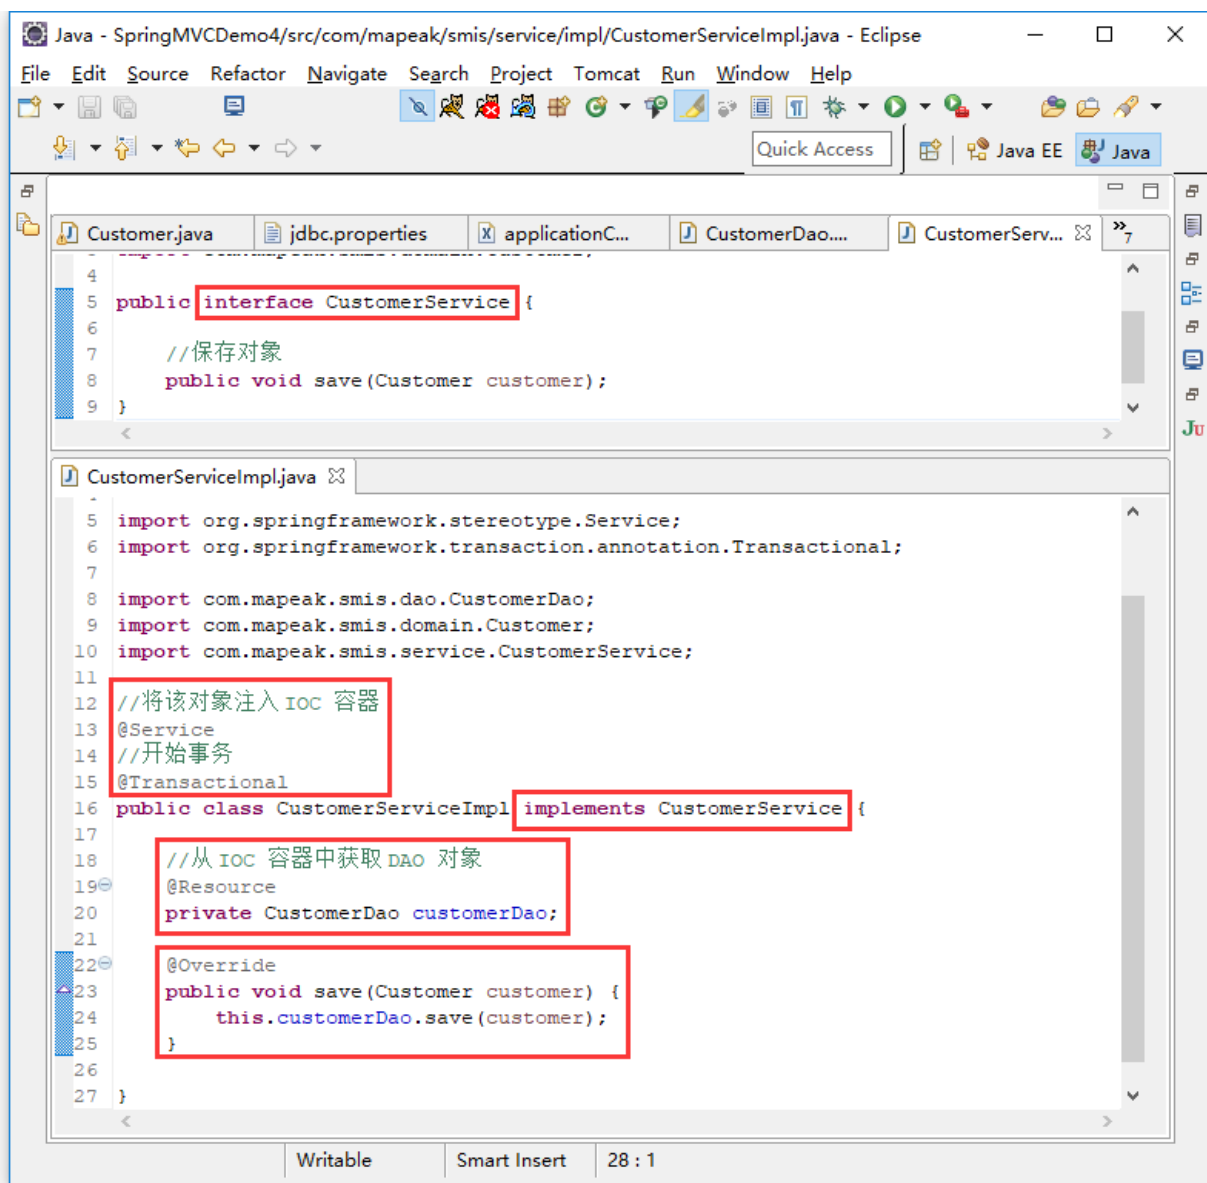 Java - SpringMVCDemo4/src/com/mapeak/smis/service/impl/CustomerServiceImpl.java - Eclipse
File Edit Source Refactor Navigate Search Project Tomcat Run Window Help
Quick Access Java EE Java
Customer.java jdbc.properties applicationC... CustomerDao.... CustomerServ... »7
4
5 public interface CustomerService {
6
7 //保存对象
8 public void save(Customer customer);
9 }
CustomerServiceImpl.java
5 import org.springframework.stereotype.Service;
6 import org.springframework.transaction.annotation.Transactional;
7
8 import com.mapeak.smis.dao.CustomerDao;
9 import com.mapeak.smis.domain.Customer;
10 import com.mapeak.smis.service.CustomerService;
11
12 //将该对象注入 IOC 容器
13 @Service
14 //开始事务
15 @Transactional
16 public class CustomerServiceImpl implements CustomerService {
17
18 //从 IOC 容器中获取 DAO 对象
19 @Resource
20 private CustomerDao customerDao;
21
22 @Override
23 public void save(Customer customer) {
24 this.customerDao.save(customer);
25 }
26
27 }
Writable Smart Insert 28 : 1